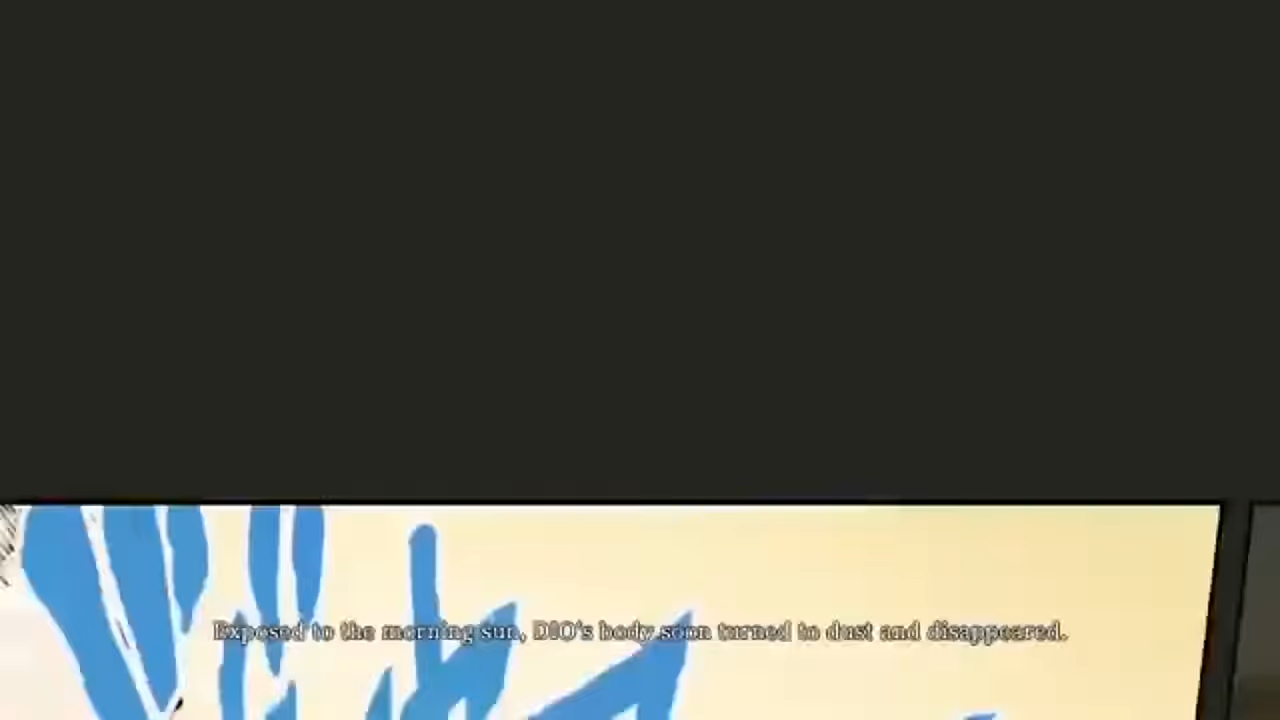 Exposed to the morning sun, DIO's body soon turned to dust and disappeared.